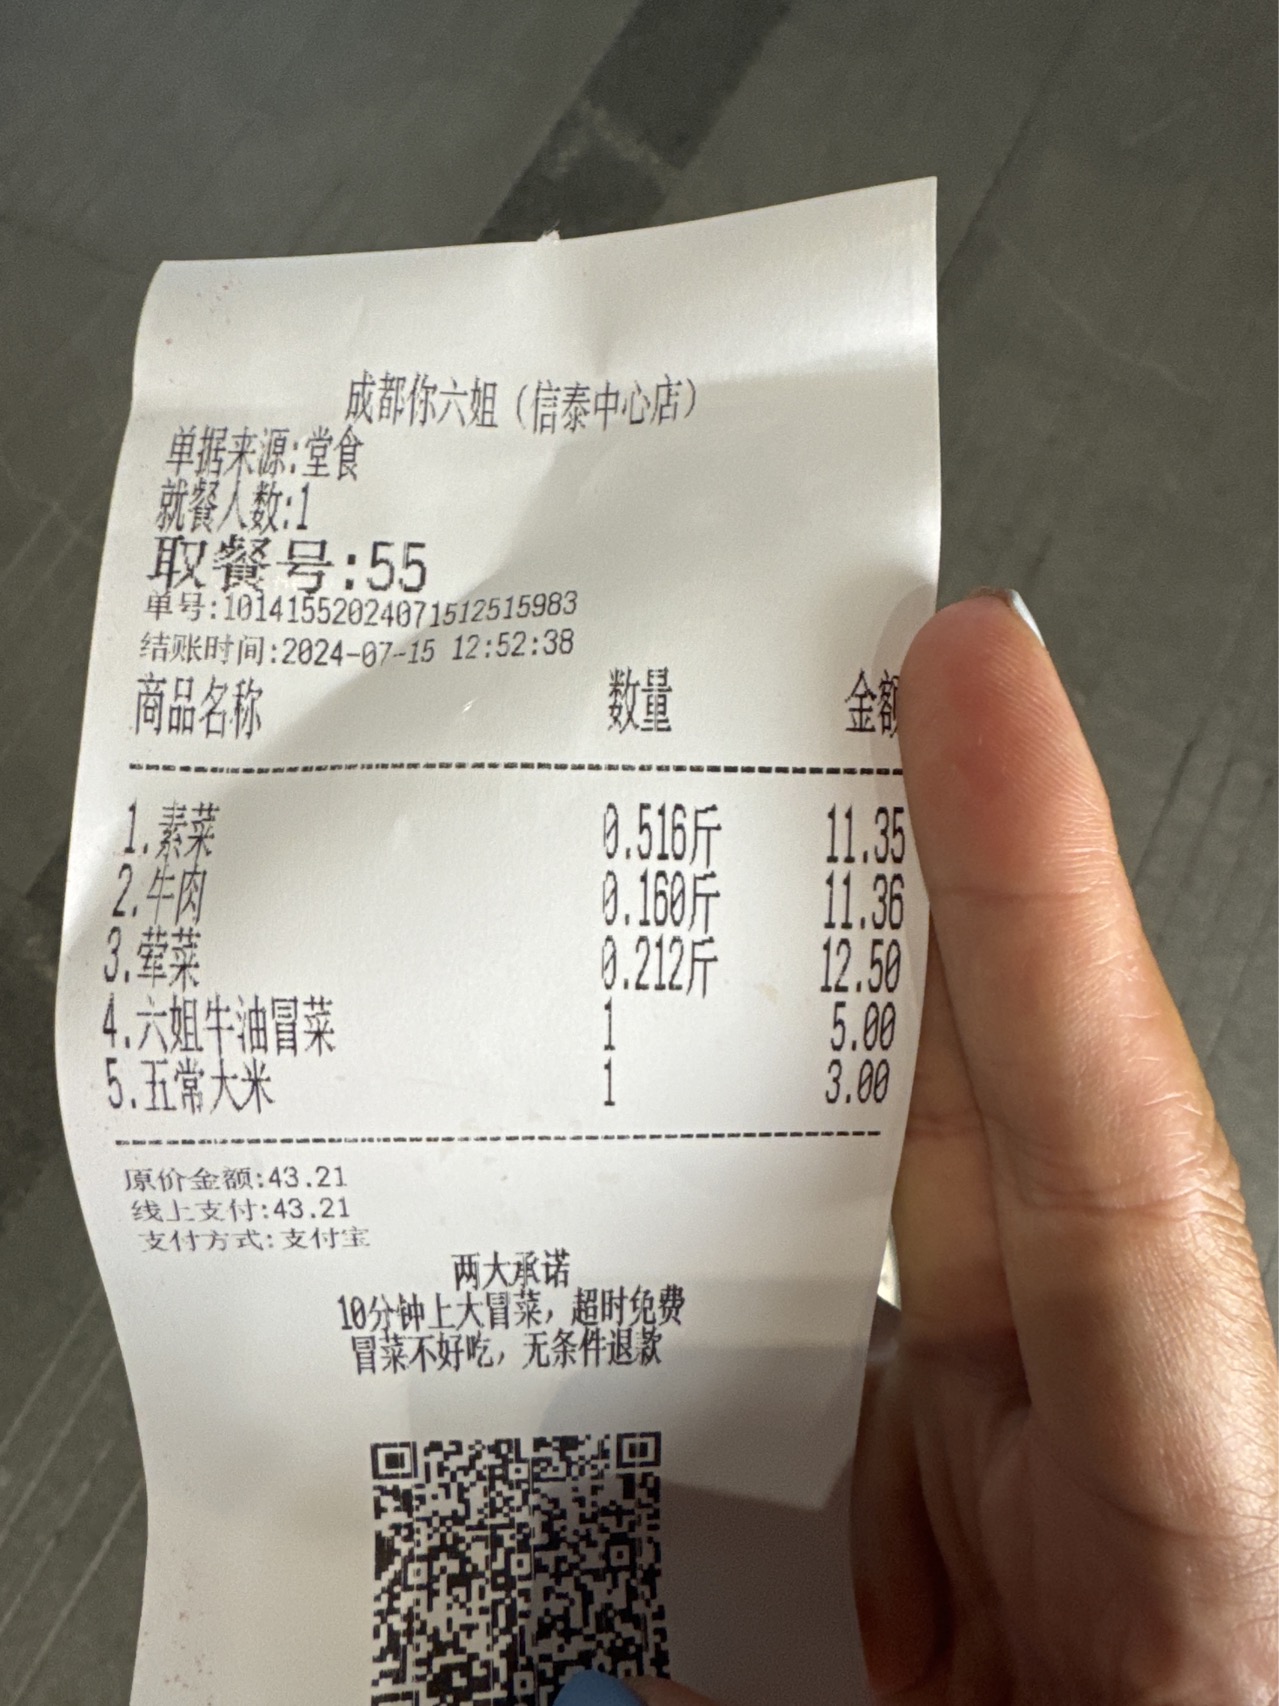 成都你六姐（信泰中心店）
单据来源:堂食
就餐人数:1
取餐号:55
单号:10141552024071512515983
结账时间:2024-07-15 12:52:38
商品名称 数量 金额
1.素菜 0.516斤 11.35
2.牛肉 0.160斤 11.36
3.荤菜 0.212斤 12.50
4.六姐牛油冒菜 1 5.00
5.五常大米 1 3.00
原价金额:43.21
线上支付:43.21
支付方式:支付宝
两大承诺
10分钟上大冒菜，超时免费
冒菜不好吃，无条件退款